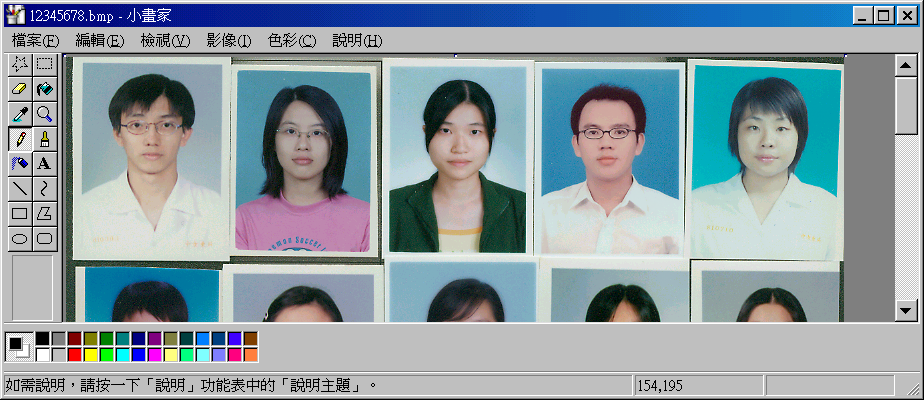 12345678.bmp - 小畫家
檔案(F) 編輯(E) 檢視(V) 影像(I) 色彩(C) 說明(H)
A
如需說明，請按一下「說明」功能表中的「說明主題」。 154,195